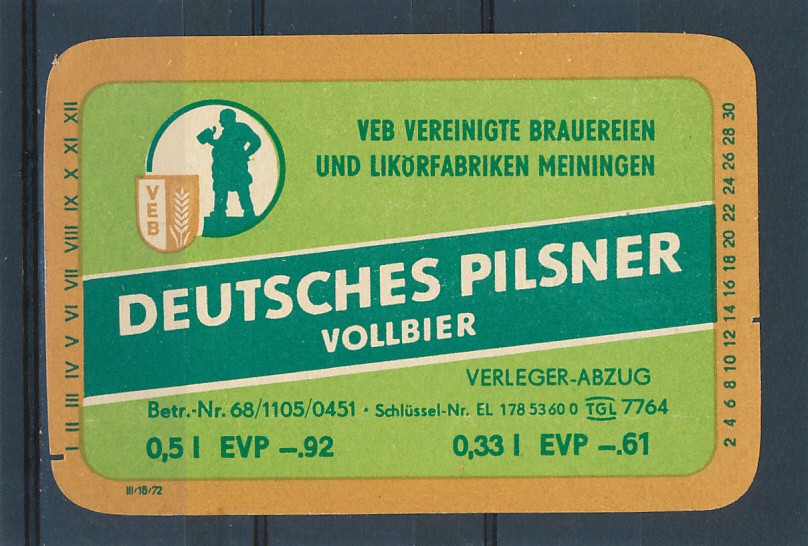 VEB VEREINIGTE BRAUEREIEN
UND LIKÖRFABRIKEN MEININGEN
VEB
DEUTSCHES PILSNER
VOLLBIER
VERLEGER-ABZUG
Betr.-Nr. 68/1105/0451 · Schlüssel-Nr. EL 178 53 60 0 TGL 7764
0,5 l EVP –.92 0,33 l EVP –.61
I II III IV V VI VII VIII IX X XI XII
2 4 6 8 10 12 14 16 18 20 22 24 26 28 30
III/18/72